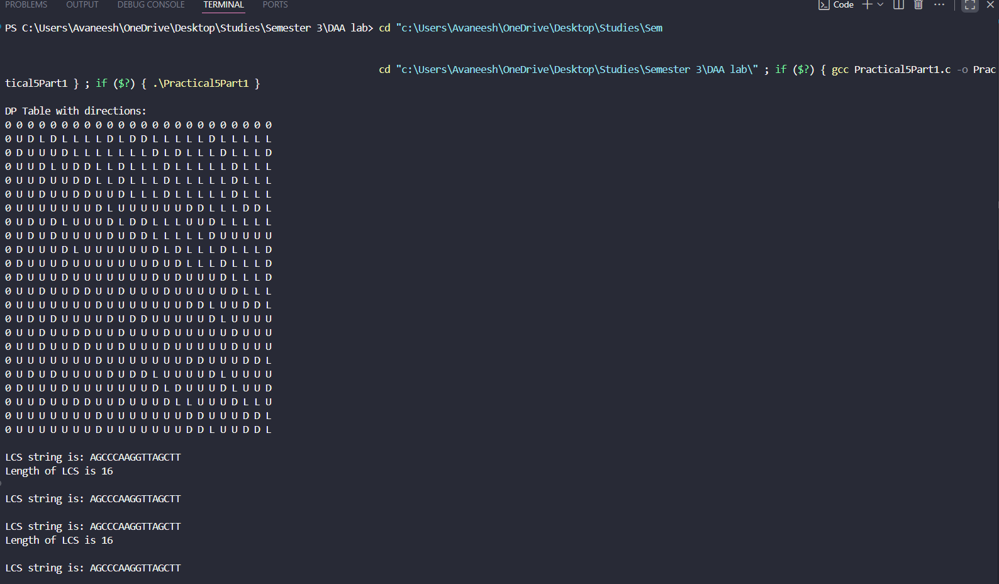 PROBLEMS OUTPUT DEBUG CONSOLE TERMINAL PORTS Code
PS C:\Users\Avaneesh\OneDrive\Desktop\Studies\Semester 3\DAA lab> cd "c:\Users\Avaneesh\OneDrive\Desktop\Studies\Sem
cd "c:\Users\Avaneesh\OneDrive\Desktop\Studies\Semester 3\DAA lab\" ; if ($?) { gcc Practical5Part1.c -o Prac
tical5Part1 } ; if ($?) { .\Practical5Part1 }
DP Table with directions:
0 0 0 0 0 0 0 0 0 0 0 0 0 0 0 0 0 0 0 0 0 0 0 0
0 U D L D L L L L D L D D L L L L L D L L L L L
0 D U U U D L L L L L L L D L D L L L D L L L D
0 U U D L U D D L L D L L L D L L L L L D L L L
0 U U D U U D D L L D L L L D L L L L L D L L L
0 U U D U U D D U U D L L L D L L L L L D L L L
0 U U U U U U U D L U U U U U U D D L L L D D L
0 U D U D L U U U D L D D L L L U U D L L L L L
0 U D U D U U U U D U D D L L L L L D U U U U U
0 D U U U D L U U U U U U D L D L L L D L L L D
0 D U U U D U U U U U U U D U D L L L D L L L D
0 D U U U D U U U U U U U D U D U U U D L L L D
0 U U D U U D D U U D U U U D U U U U U D L L L
0 U U U U U U U D U U U U U U U D D L U U D D L
0 U D U D U U U U D U D D U U U U U D L U U U U
0 U U D U U D D U U D U U U D U U U U U D U U U
0 U U D U U D D U U D U U U D U U U U U D U U U
0 U U U U U U U D U U U U U U U D D U U U D D L
0 U D U D U U U U D U D D L U U U U D L U U U U
0 D U U U D U U U U U U U D L D U U U D L U U D
0 U U D U U D D U U D U U U D L L U U U D L L U
0 U U U U U U U D U U U U U U U D D U U U D D L
0 U U U U U U U D U U U U U U U D D L U U D D L
LCS string is: AGCCCAAGGTTAGCTT
Length of LCS is 16
LCS string is: AGCCCAAGGTTAGCTT
LCS string is: AGCCCAAGGTTAGCTT
Length of LCS is 16
LCS string is: AGCCCAAGGTTAGCTT